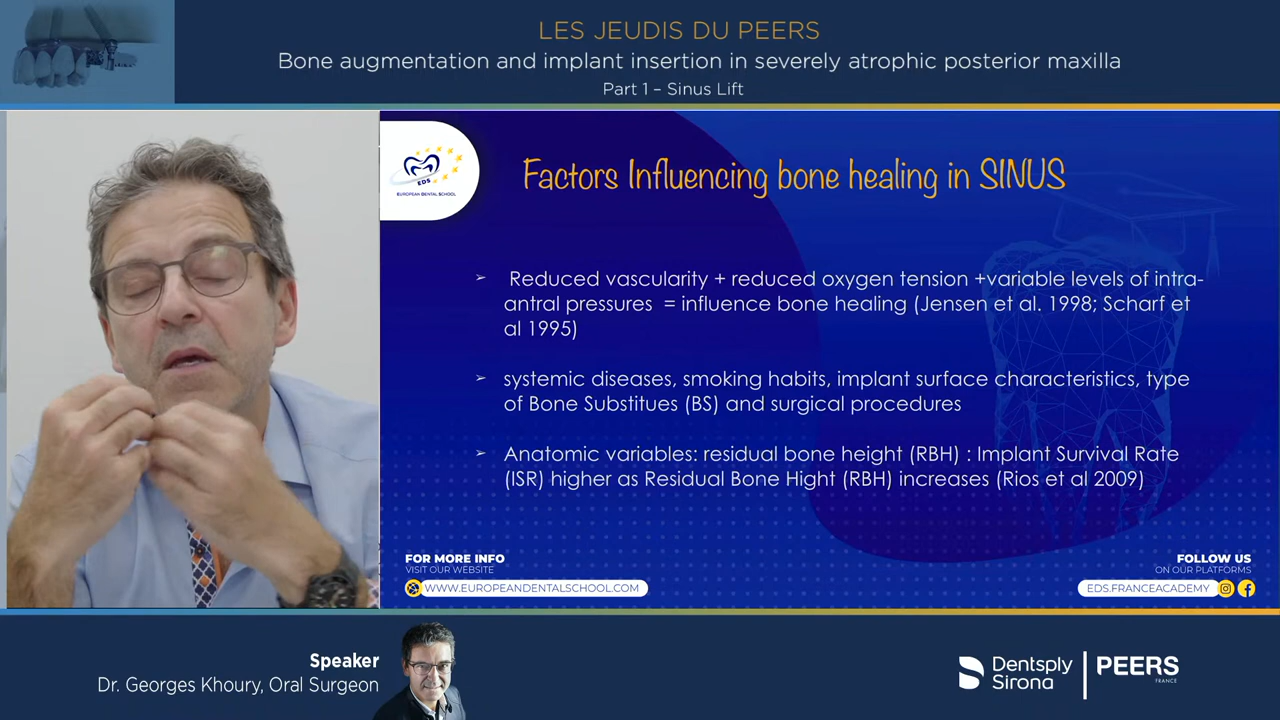 LES JEUDIS DU PEERS
Bone augmentation and implant insertion in severely atrophic posterior maxilla
Part 1 – Sinus Lift
EDS
EUROPEAN DENTAL SCHOOL
Factors Influencing bone healing in SINUS
➢ Reduced vascularity + reduced oxygen tension +variable levels of intra-
antral pressures = influence bone healing (Jensen et al. 1998; Scharf et
al 1995)
➢ systemic diseases, smoking habits, implant surface characteristics, type
of Bone Substitues (BS) and surgical procedures
➢ Anatomic variables: residual bone height (RBH) : Implant Survival Rate
(ISR) higher as Residual Bone Hight (RBH) increases (Rios et al 2009)
FOR MORE INFO
VISIT OUR WEBSITE
WWW.EUROPEANDENTALSCHOOL.COM
FOLLOW US
ON OUR PLATFORMS
EDS.FRANCEACADEMY
Speaker
Dr. Georges Khoury, Oral Surgeon
Dentsply
Sirona
PEERS
FRANCE